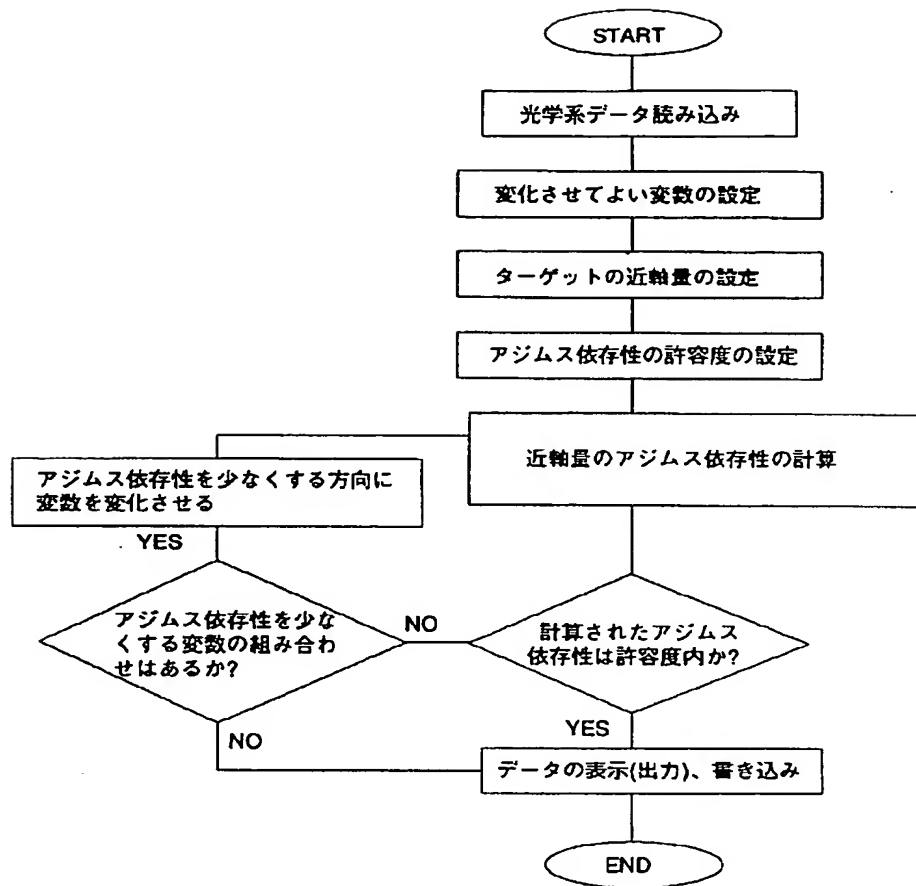 START
光学系データ読み込み
変化させてよい変数の設定
ターゲットの近軸量の設定
アジムス依存性の許容度の設定
近軸量のアジムス依存性の計算
アジムス依存性を少なくする方向に
変数を変化させる
YES
アジムス依存性を少な
くする変数の組み合わ
せはあるか?
NO
計算されたアジムス
依存性は許容度内か?
NO
YES
データの表示(出力)、書き込み
END